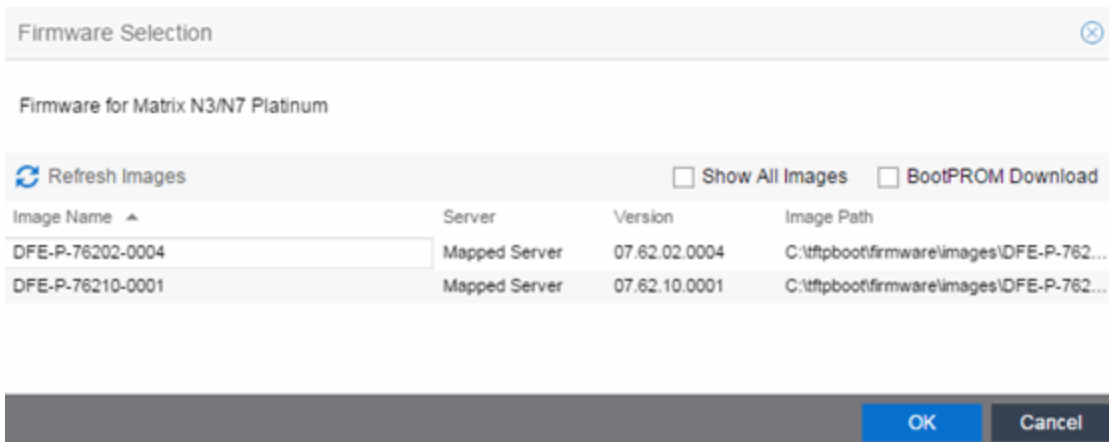 Firmware Selection
Firmware for Matrix N3/N7 Platinum
Refresh Images Show All Images BootPROM Download
Image Name Server Version Image Path
DFE-P-76202-0004 Mapped Server 07.62.02.0004 C:\tftpboot\firmware\images\DFE-P-762...
DFE-P-76210-0001 Mapped Server 07.62.10.0001 C:\tftpboot\firmware\images\DFE-P-762...
OK Cancel